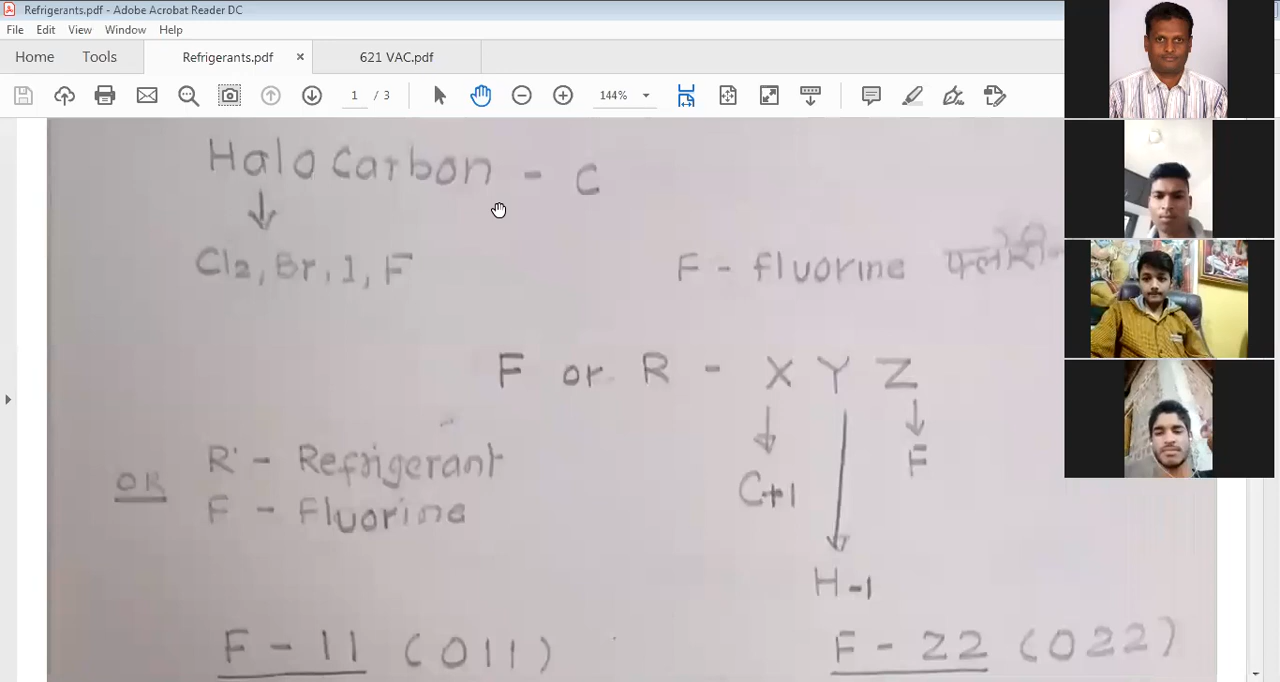 Refrigerants.pdf - Adobe Acrobat Reader DC
File Edit View Window Help
Home Tools Refrigerants.pdf × 621 VAC.pdf
1 / 3 144%
Halo Carbon - C
Cl2, Br, I, F
F - fluorine फ्लोरीन
F or R - X Y Z
R - Refrigerant
OR
F - Fluorine
C+1
F
H-1
F - 11 (011)
F - 22 (022)